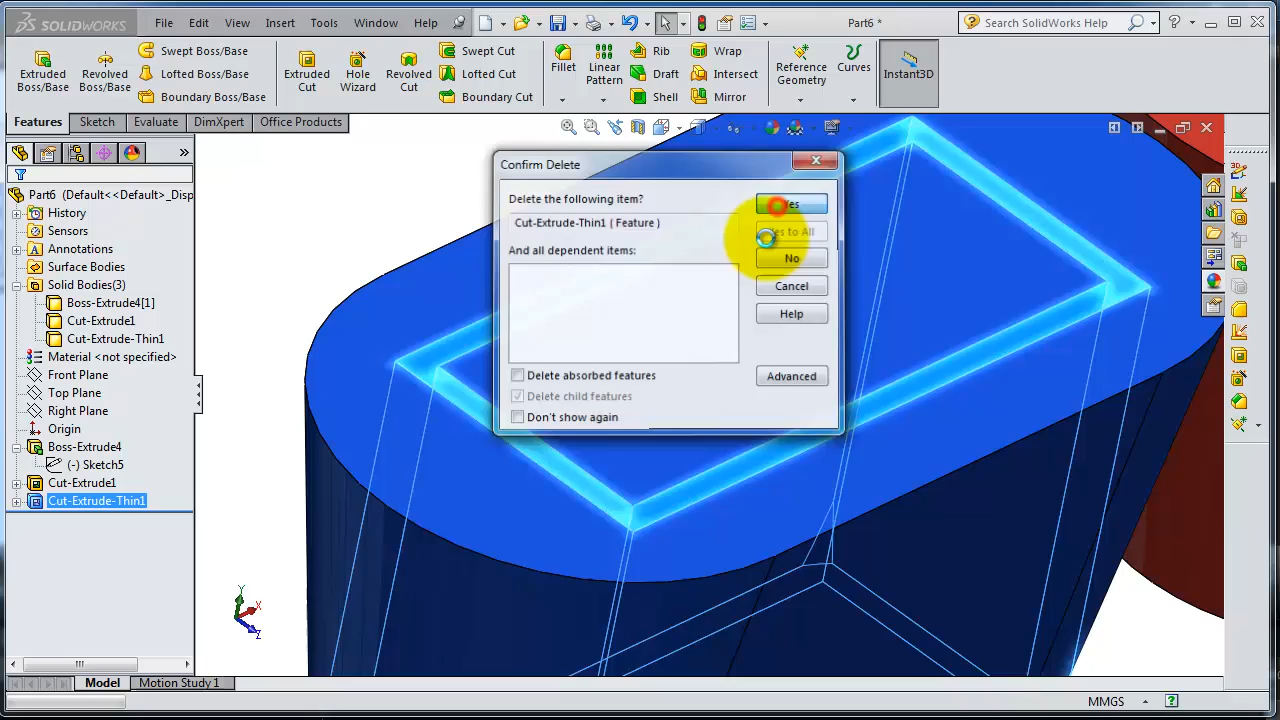 SOLIDWORKS File Edit View Insert Tools Window Help Part6 * Search SolidWorks Help
Extruded Boss/Base
Revolved Boss/Base
Swept Boss/Base
Lofted Boss/Base
Boundary Boss/Base
Extruded Cut
Hole Wizard
Revolved Cut
Swept Cut
Lofted Cut
Boundary Cut
Fillet
Linear Pattern
Rib
Draft
Shell
Wrap
Intersect
Mirror
Reference Geometry
Curves
Instant3D
Features Sketch Evaluate DimXpert Office Products
Part6 (Default<<Default>_Disp
History
Sensors
Annotations
Surface Bodies
Solid Bodies(3)
Boss-Extrude4[1]
Cut-Extrude1
Cut-Extrude-Thin1
Material <not specified>
Front Plane
Top Plane
Right Plane
Origin
Boss-Extrude4
(-) Sketch5
Cut-Extrude1
Cut-Extrude-Thin1
Confirm Delete
Delete the following item?
Cut-Extrude-Thin1 ( Feature )
And all dependent items:
Delete absorbed features
Delete child features
Don't show again
to All
No
Cancel
Help
Advanced
Y
X
Z
Model Motion Study 1
MMGS